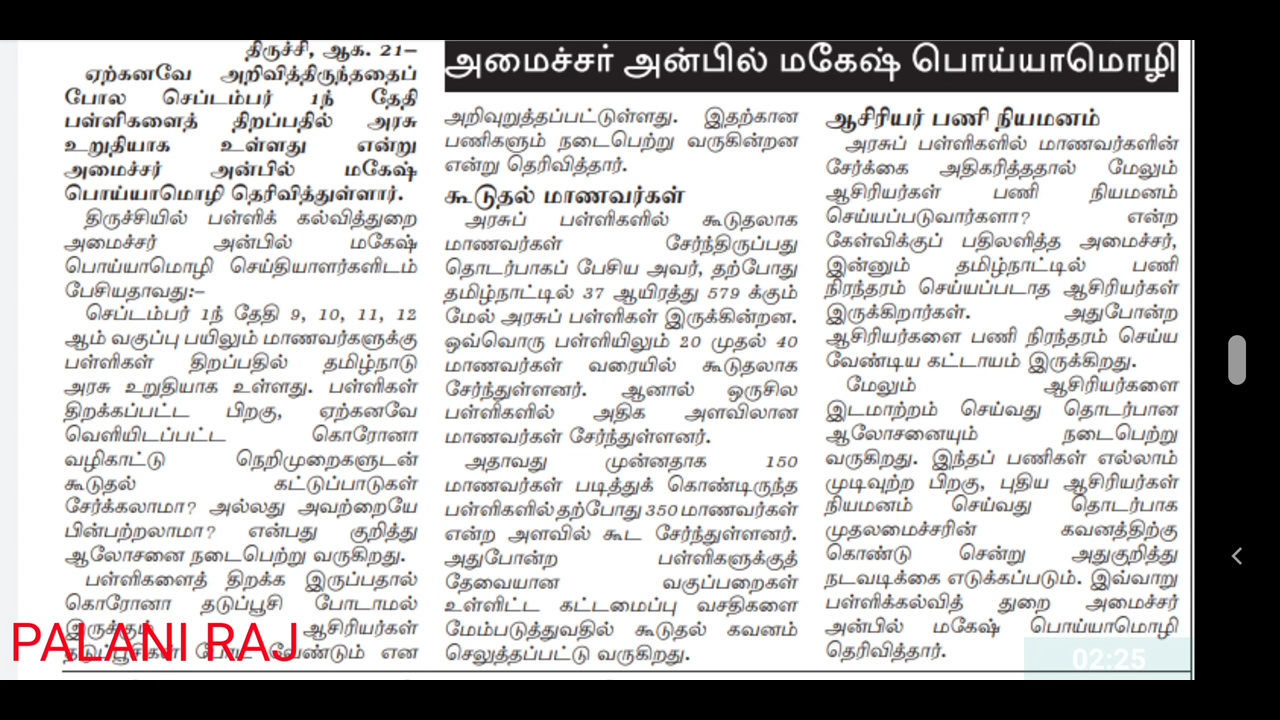 திருச்சி, ஆக. 21–
ஏற்கனவே அறிவித்திருந்ததைப்
போல செப்டம்பர் 1ந் தேதி
பள்ளிகளைத் திறப்பதில் அரசு
உறுதியாக உள்ளது என்று
அமைச்சர் அன்பில் மகேஷ்
பொய்யாமொழி தெரிவித்துள்ளார்.
திருச்சியில் பள்ளிக் கல்வித்துறை
அமைச்சர் அன்பில் மகேஷ்
பொய்யாமொழி செய்தியாளர்களிடம்
பேசியதாவது:–
செப்டம்பர் 1ந் தேதி 9, 10, 11, 12
ஆம் வகுப்பு பயிலும் மாணவர்களுக்கு
பள்ளிகள் திறப்பதில் தமிழ்நாடு
அரசு உறுதியாக உள்ளது. பள்ளிகள்
திறக்கப்பட்ட பிறகு, ஏற்கனவே
வெளியிடப்பட்ட கொரோனா
வழிகாட்டு நெறிமுறைகளுடன்
கூடுதல் கட்டுப்பாடுகள்
சேர்க்கலாமா? அல்லது அவற்றையே
பின்பற்றலாமா? என்பது குறித்து
ஆலோசனை நடைபெற்று வருகிறது.
பள்ளிகளைத் திறக்க இருப்பதால்
கொரோனா தடுப்பூசி போடாமல்
இருக்கும் ஆசிரியர்கள்
தடுப்பூசிகள் போட வேண்டும் என
அமைச்சர் அன்பில் மகேஷ் பொய்யாமொழி
அறிவுறுத்தப்பட்டுள்ளது. இதற்கான
பணிகளும் நடைபெற்று வருகின்றன
என்று தெரிவித்தார்.
கூடுதல் மாணவர்கள்
அரசுப் பள்ளிகளில் கூடுதலாக
மாணவர்கள் சேர்ந்திருப்பது
தொடர்பாகப் பேசிய அவர், தற்போது
தமிழ்நாட்டில் 37 ஆயிரத்து 579 க்கும்
மேல் அரசுப் பள்ளிகள் இருக்கின்றன.
ஒவ்வொரு பள்ளியிலும் 20 முதல் 40
மாணவர்கள் வரையில் கூடுதலாக
சேர்ந்துள்ளனர். ஆனால் ஒருசில
பள்ளிகளில் அதிக அளவிலான
மாணவர்கள் சேர்ந்துள்ளனர்.
அதாவது முன்னதாக 150
மாணவர்கள் படித்துக் கொண்டிருந்த
பள்ளிகளில் தற்போது 350 மாணவர்கள்
என்ற அளவில் கூட சேர்ந்துள்ளனர்.
அதுபோன்ற பள்ளிகளுக்குத்
தேவையான வகுப்பறைகள்
உள்ளிட்ட கட்டமைப்பு வசதிகளை
மேம்படுத்துவதில் கூடுதல் கவனம்
செலுத்தப்பட்டு வருகிறது.
ஆசிரியர் பணி நியமனம்
அரசுப் பள்ளிகளில் மாணவர்களின்
சேர்க்கை அதிகரித்ததால் மேலும்
ஆசிரியர்கள் பணி நியமனம்
செய்யப்படுவார்களா? என்ற
கேள்விக்குப் பதிலளித்த அமைச்சர்,
இன்னும் தமிழ்நாட்டில் பணி
நிரந்தரம் செய்யப்படாத ஆசிரியர்கள்
இருக்கிறார்கள். அதுபோன்ற
ஆசிரியர்களை பணி நிரந்தரம் செய்ய
வேண்டிய கட்டாயம் இருக்கிறது.
மேலும் ஆசிரியர்களை
இடமாற்றம் செய்வது தொடர்பான
ஆலோசனையும் நடைபெற்று
வருகிறது. இந்தப் பணிகள் எல்லாம்
முடிவுற்ற பிறகு, புதிய ஆசிரியர்கள்
நியமனம் செய்வது தொடர்பாக
முதலமைச்சரின் கவனத்திற்கு
கொண்டு சென்று அதுகுறித்து
நடவடிக்கை எடுக்கப்படும். இவ்வாறு
பள்ளிக்கல்வித் துறை அமைச்சர்
அன்பில் மகேஷ் பொய்யாமொழி
தெரிவித்தார்.
PALANI RAJ
02:25